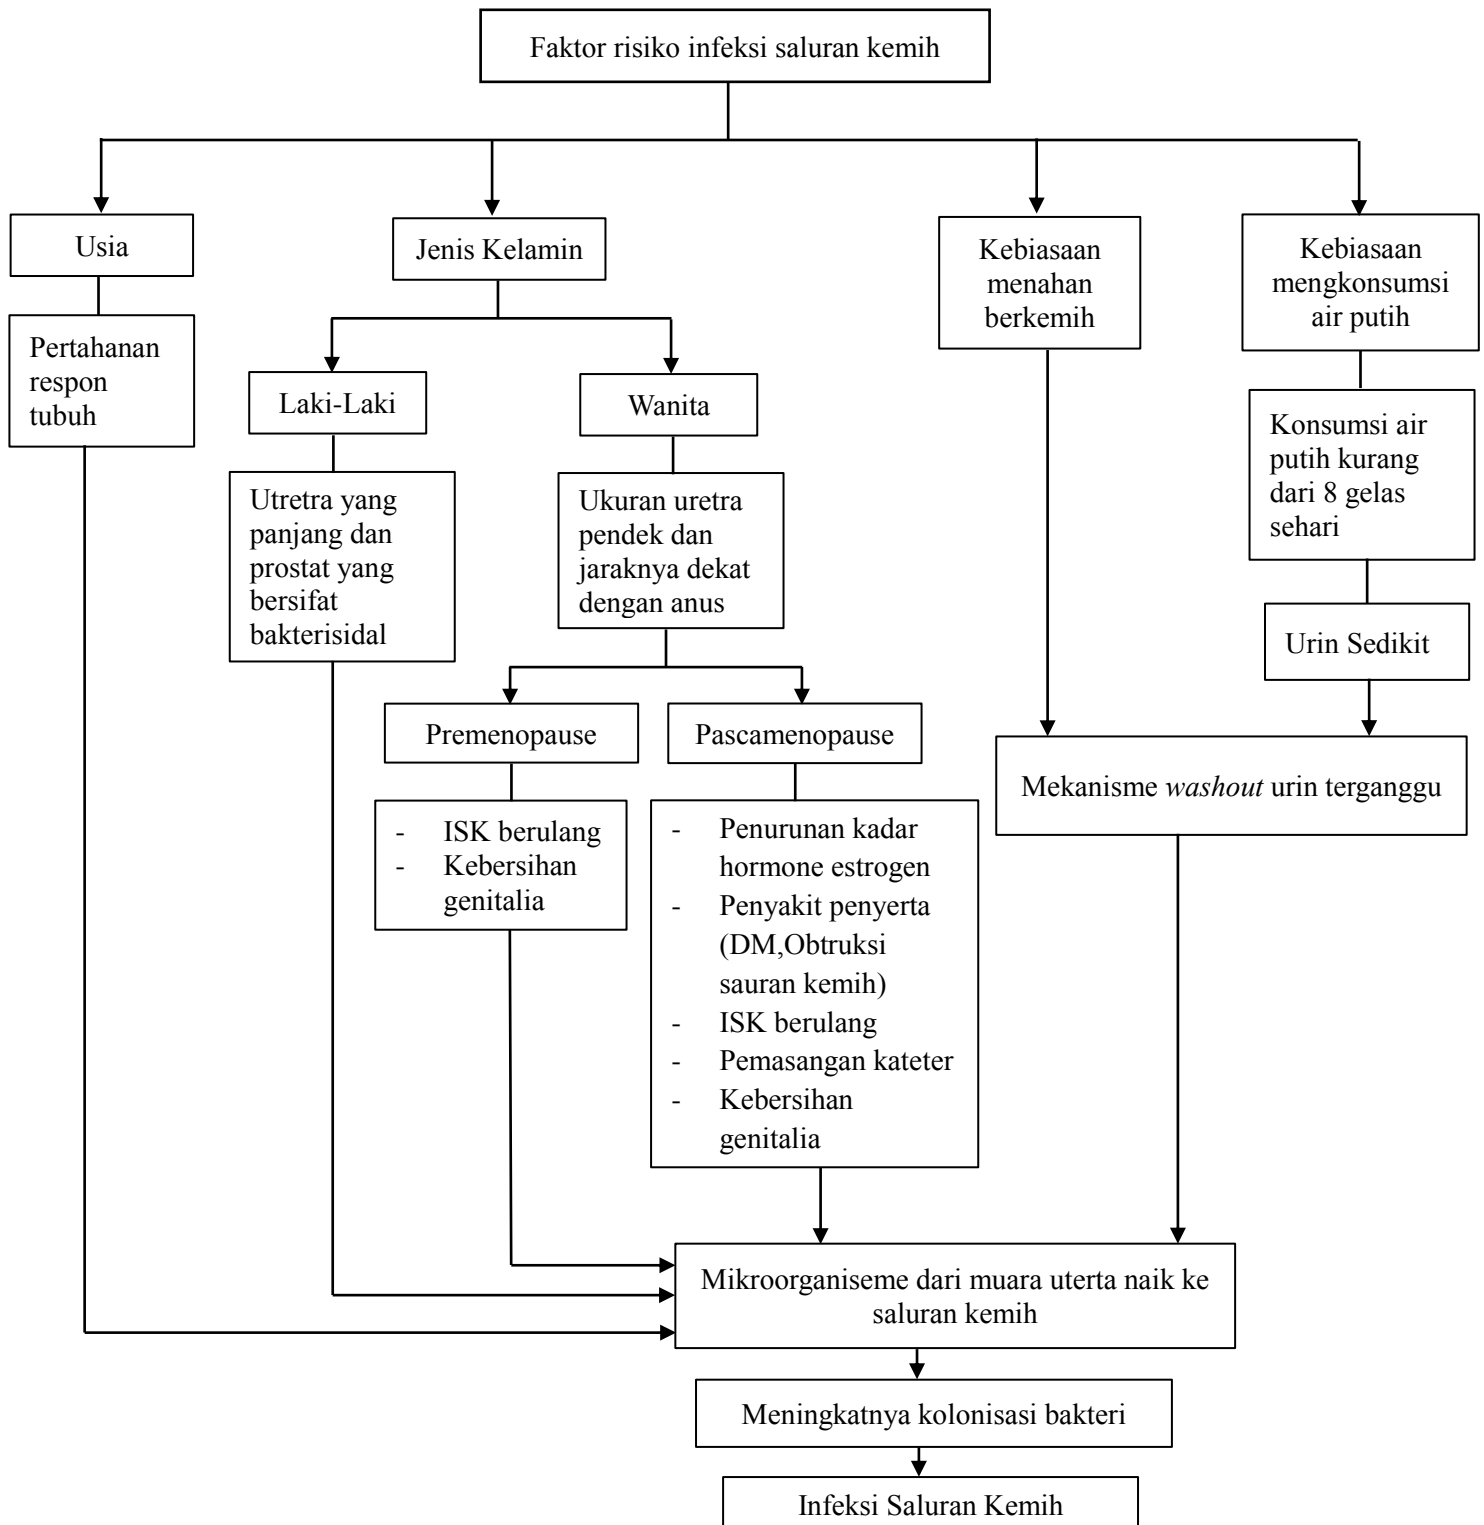 Faktor risiko infeksi saluran kemih
Usia
Jenis Kelamin
Kebiasaan
menahan
berkemih
Kebiasaan
mengkonsumsi
air putih
Pertahanan
respon
tubuh
Laki-Laki
Wanita
Konsumsi air
putih kurang
dari 8 gelas
sehari
Utretra yang
panjang dan
prostat yang
bersifat
bakterisidal
Ukuran uretra
pendek dan
jaraknya dekat
dengan anus
Urin Sedikit
Premenopause
Pascamenopause
Mekanisme washout urin terganggu
- ISK berulang
- Kebersihan
genitalia
- Penurunan kadar
hormone estrogen
- Penyakit penyerta
(DM,Obtruksi
sauran kemih)
- ISK berulang
- Pemasangan kateter
- Kebersihan
genitalia
Mikroorganiseme dari muara uterta naik ke
saluran kemih
Meningkatnya kolonisasi bakteri
Infeksi Saluran Kemih